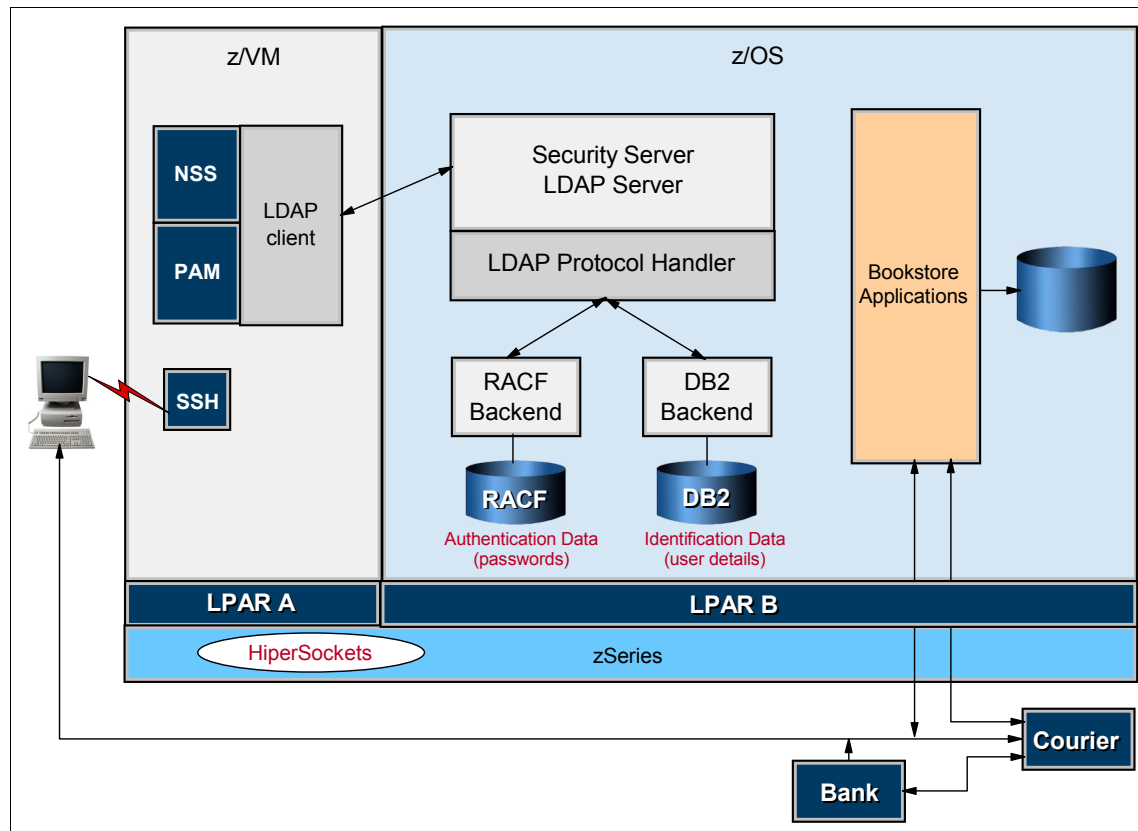 z/VM
z/OS
NSS
PAM
LDAP
client
Security Server
LDAP Server
LDAP Protocol Handler
Bookstore
Applications
SSH
RACF
Backend
DB2
Backend
RACF
DB2
Authentication Data
(passwords)
Identification Data
(user details)
LPAR A
LPAR B
HiperSockets
zSeries
Courier
Bank